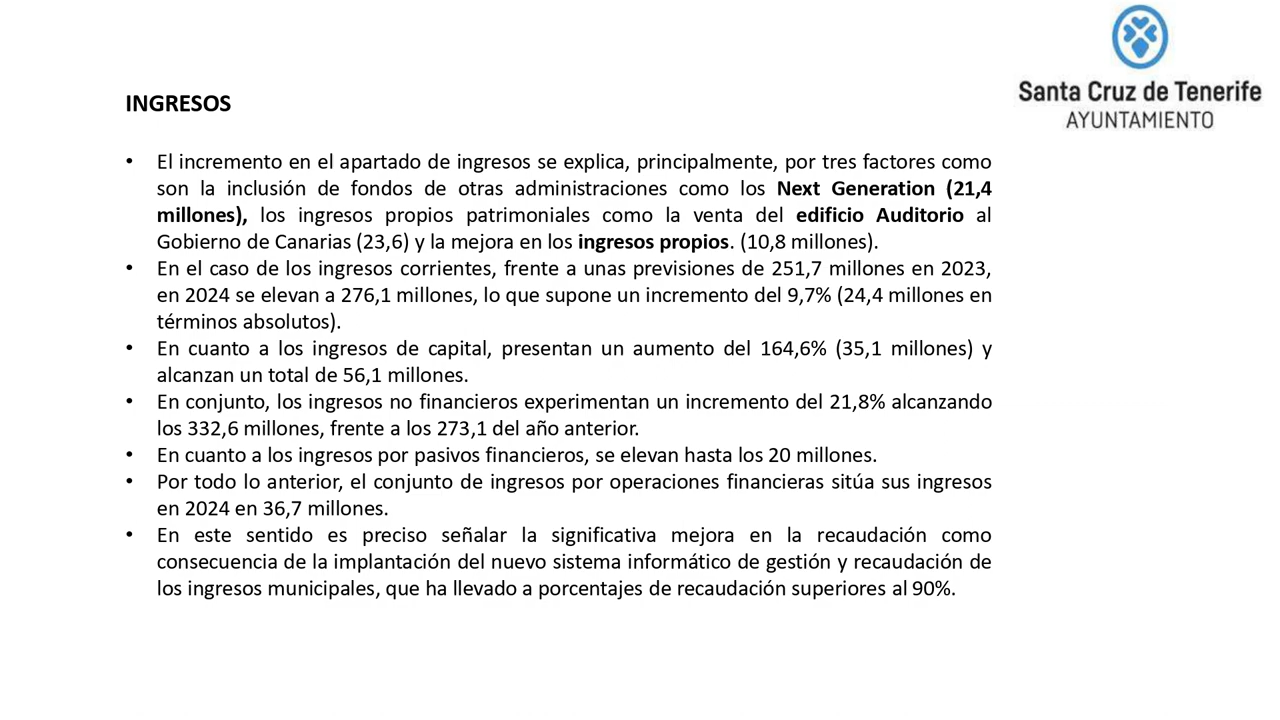 Santa Cruz de Tenerife
AYUNTAMIENTO
INGRESOS
• El incremento en el apartado de ingresos se explica, principalmente, por tres factores como
son la inclusión de fondos de otras administraciones como los Next Generation (21,4
millones), los ingresos propios patrimoniales como la venta del edificio Auditorio al
Gobierno de Canarias (23,6) y la mejora en los ingresos propios. (10,8 millones).
• En el caso de los ingresos corrientes, frente a unas previsiones de 251,7 millones en 2023,
en 2024 se elevan a 276,1 millones, lo que supone un incremento del 9,7% (24,4 millones en
términos absolutos).
• En cuanto a los ingresos de capital, presentan un aumento del 164,6% (35,1 millones) y
alcanzan un total de 56,1 millones.
• En conjunto, los ingresos no financieros experimentan un incremento del 21,8% alcanzando
los 332,6 millones, frente a los 273,1 del año anterior.
• En cuanto a los ingresos por pasivos financieros, se elevan hasta los 20 millones.
• Por todo lo anterior, el conjunto de ingresos por operaciones financieras sitúa sus ingresos
en 2024 en 36,7 millones.
• En este sentido es preciso señalar la significativa mejora en la recaudación como
consecuencia de la implantación del nuevo sistema informático de gestión y recaudación de
los ingresos municipales, que ha llevado a porcentajes de recaudación superiores al 90%.